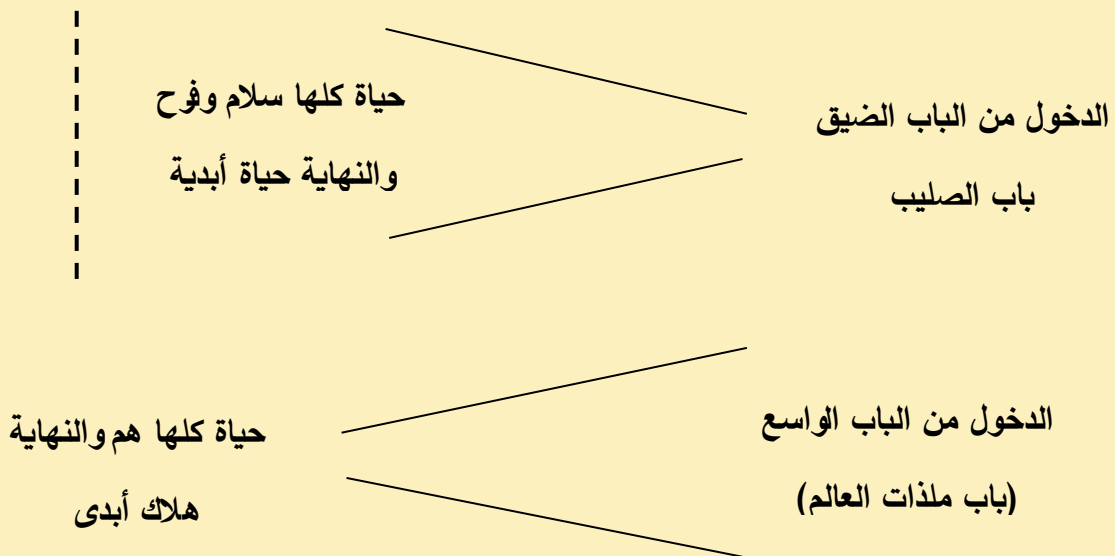 الدخول من الباب الضيق
باب الصليب
حياة كلها سلام وفرح
والنهاية حياة أبدية
الدخول من الباب الواسع
(باب ملذات العالم)
حياة كلها هم والنهاية
هلاك أبدى